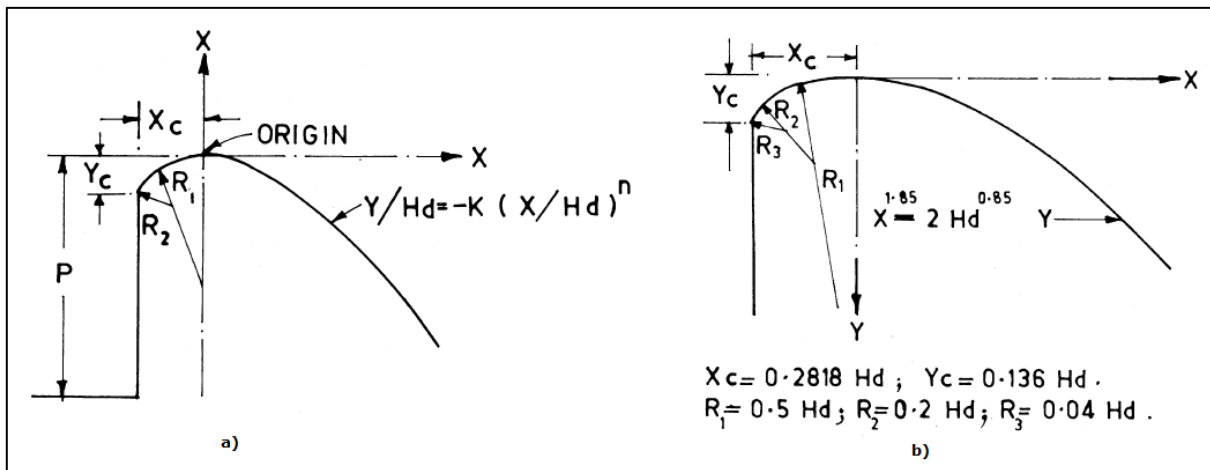 X
Xc
ORIGIN
X
Yc
R1
R2
Y/Hd=-K (X/Hd)^n
P
a)
Xc
X
Yc
R2
R3
R1
X^1.85 = 2 Hd^0.85 Y
Y
Xc= 0.2818 Hd ; Yc= 0.136 Hd .
R1= 0.5 Hd; R2= 0.2 Hd; R3= 0.04 Hd .
b)